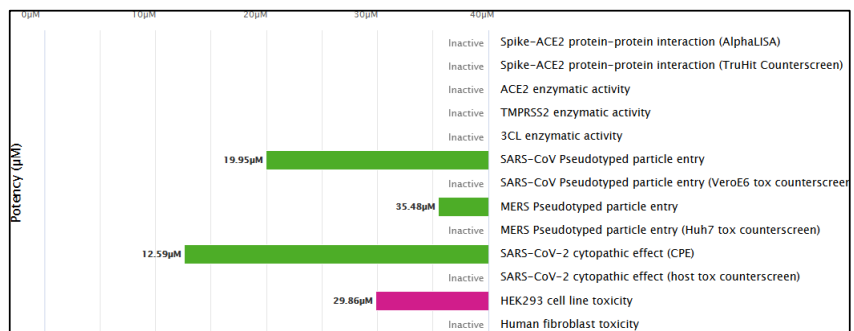 0µM 10µM 20µM 30µM 40µM
Potency (µM)
Inactive Spike-ACE2 protein-protein interaction (AlphaLISA)
Inactive Spike-ACE2 protein-protein interaction (TruHit Counterscreen)
Inactive ACE2 enzymatic activity
Inactive TMPRSS2 enzymatic activity
Inactive 3CL enzymatic activity
19.95µM SARS-CoV Pseudotyped particle entry
Inactive SARS-CoV Pseudotyped particle entry (VeroE6 tox counterscreen
35.48µM MERS Pseudotyped particle entry
Inactive MERS Pseudotyped particle entry (Huh7 tox counterscreen)
12.59µM SARS-CoV-2 cytopathic effect (CPE)
Inactive SARS-CoV-2 cytopathic effect (host tox counterscreen)
29.86µM HEK293 cell line toxicity
Inactive Human fibroblast toxicity